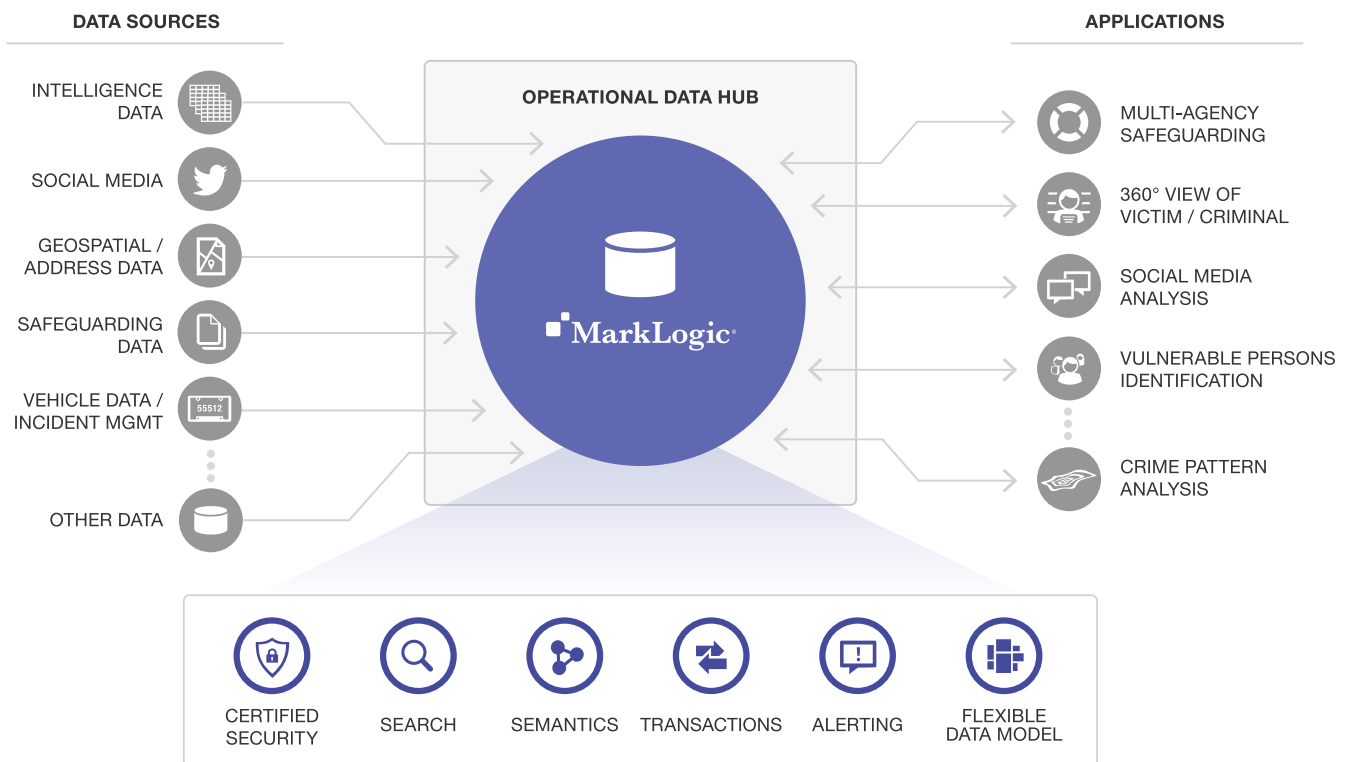 DATA SOURCES
INTELLIGENCE
DATA
SOCIAL MEDIA
GEOSPATIAL /
ADDRESS DATA
SAFEGUARDING
DATA
VEHICLE DATA /
INCIDENT MGMT
55512
OTHER DATA
OPERATIONAL DATA HUB
MarkLogic
APPLICATIONS
MULTI-AGENCY
SAFEGUARDING
360° VIEW OF
VICTIM / CRIMINAL
SOCIAL MEDIA
ANALYSIS
VULNERABLE PERSONS
IDENTIFICATION
CRIME PATTERN
ANALYSIS
CERTIFIED
SECURITY
SEARCH
SEMANTICS
TRANSACTIONS
!
ALERTING
FLEXIBLE
DATA MODEL